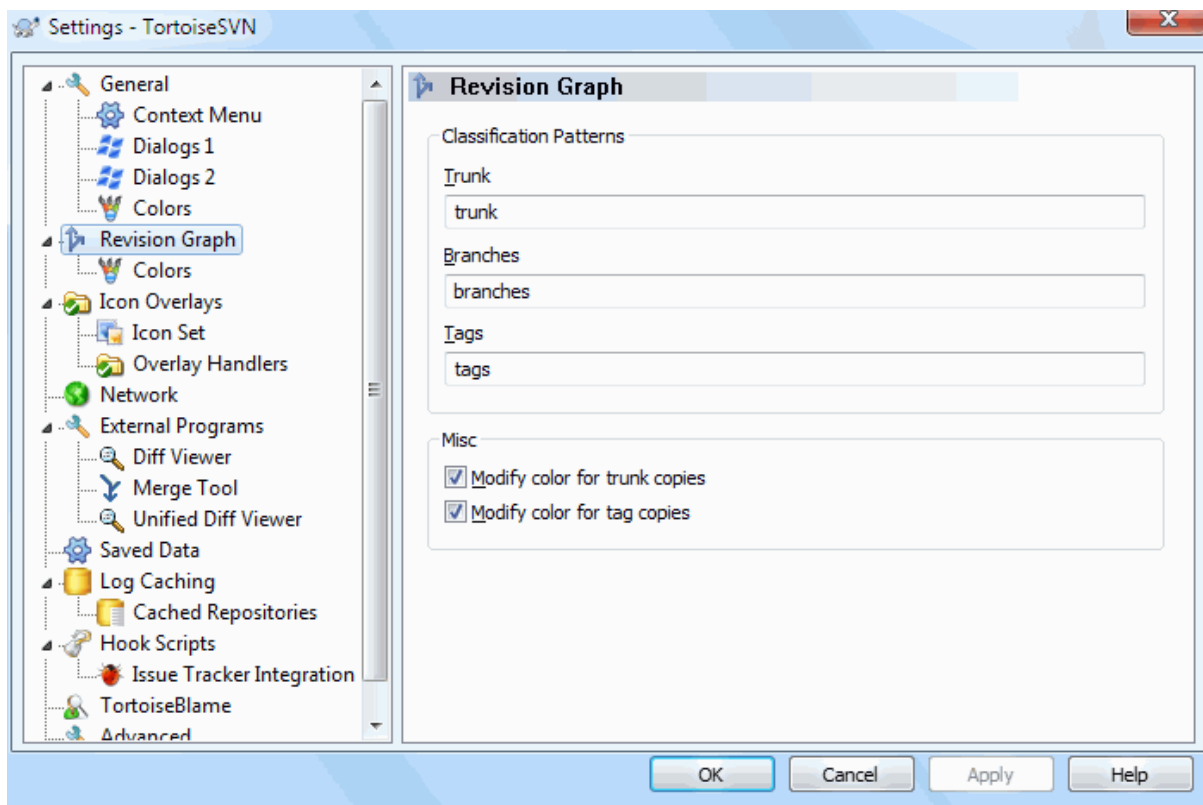 Settings - TortoiseSVN
General
Context Menu
Dialogs 1
Dialogs 2
Colors
Revision Graph
Colors
Icon Overlays
Icon Set
Overlay Handlers
Network
External Programs
Diff Viewer
Merge Tool
Unified Diff Viewer
Saved Data
Log Caching
Cached Repositories
Hook Scripts
Issue Tracker Integration
TortoiseBlame
Advanced
Revision Graph
Classification Patterns
Trunk
trunk
Branches
branches
Tags
tags
Misc
Modify color for trunk copies
Modify color for tag copies
OK Cancel Apply Help